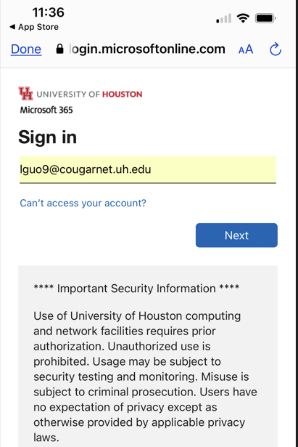 11:36
◀ App Store
Done login.microsoftonline.com AA
UNIVERSITY OF HOUSTON
Microsoft 365
Sign in
lguo9@cougarnet.uh.edu
Can't access your account?
Next
**** Important Security Information ****
Use of University of Houston computing
and network facilities requires prior
authorization. Unauthorized use is
prohibited. Usage may be subject to
security testing and monitoring. Misuse is
subject to criminal prosecution. Users have
no expectation of privacy except as
otherwise provided by applicable privacy
laws.